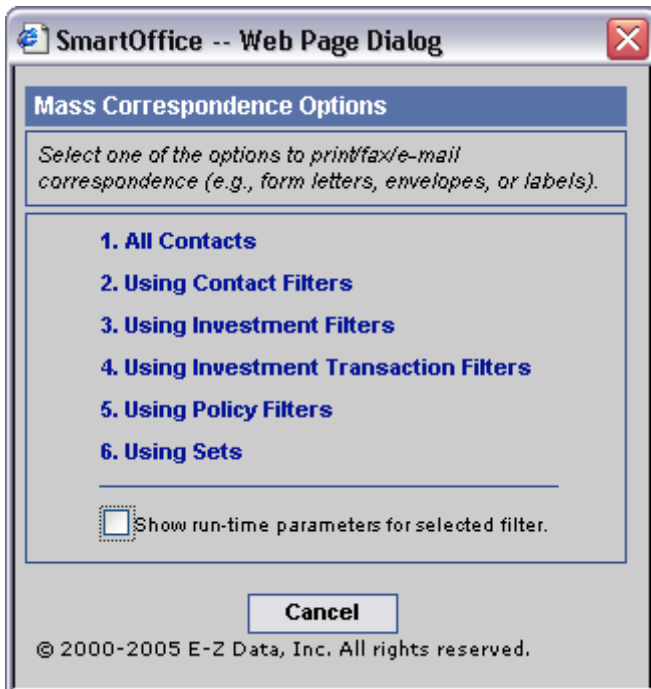 SmartOffice -- Web Page Dialog
Mass Correspondence Options
Select one of the options to print/fax/e-mail
correspondence (e.g., form letters, envelopes, or labels).
1. All Contacts
2. Using Contact Filters
3. Using Investment Filters
4. Using Investment Transaction Filters
5. Using Policy Filters
6. Using Sets
Show run-time parameters for selected filter.
Cancel
© 2000-2005 E-Z Data, Inc. All rights reserved.